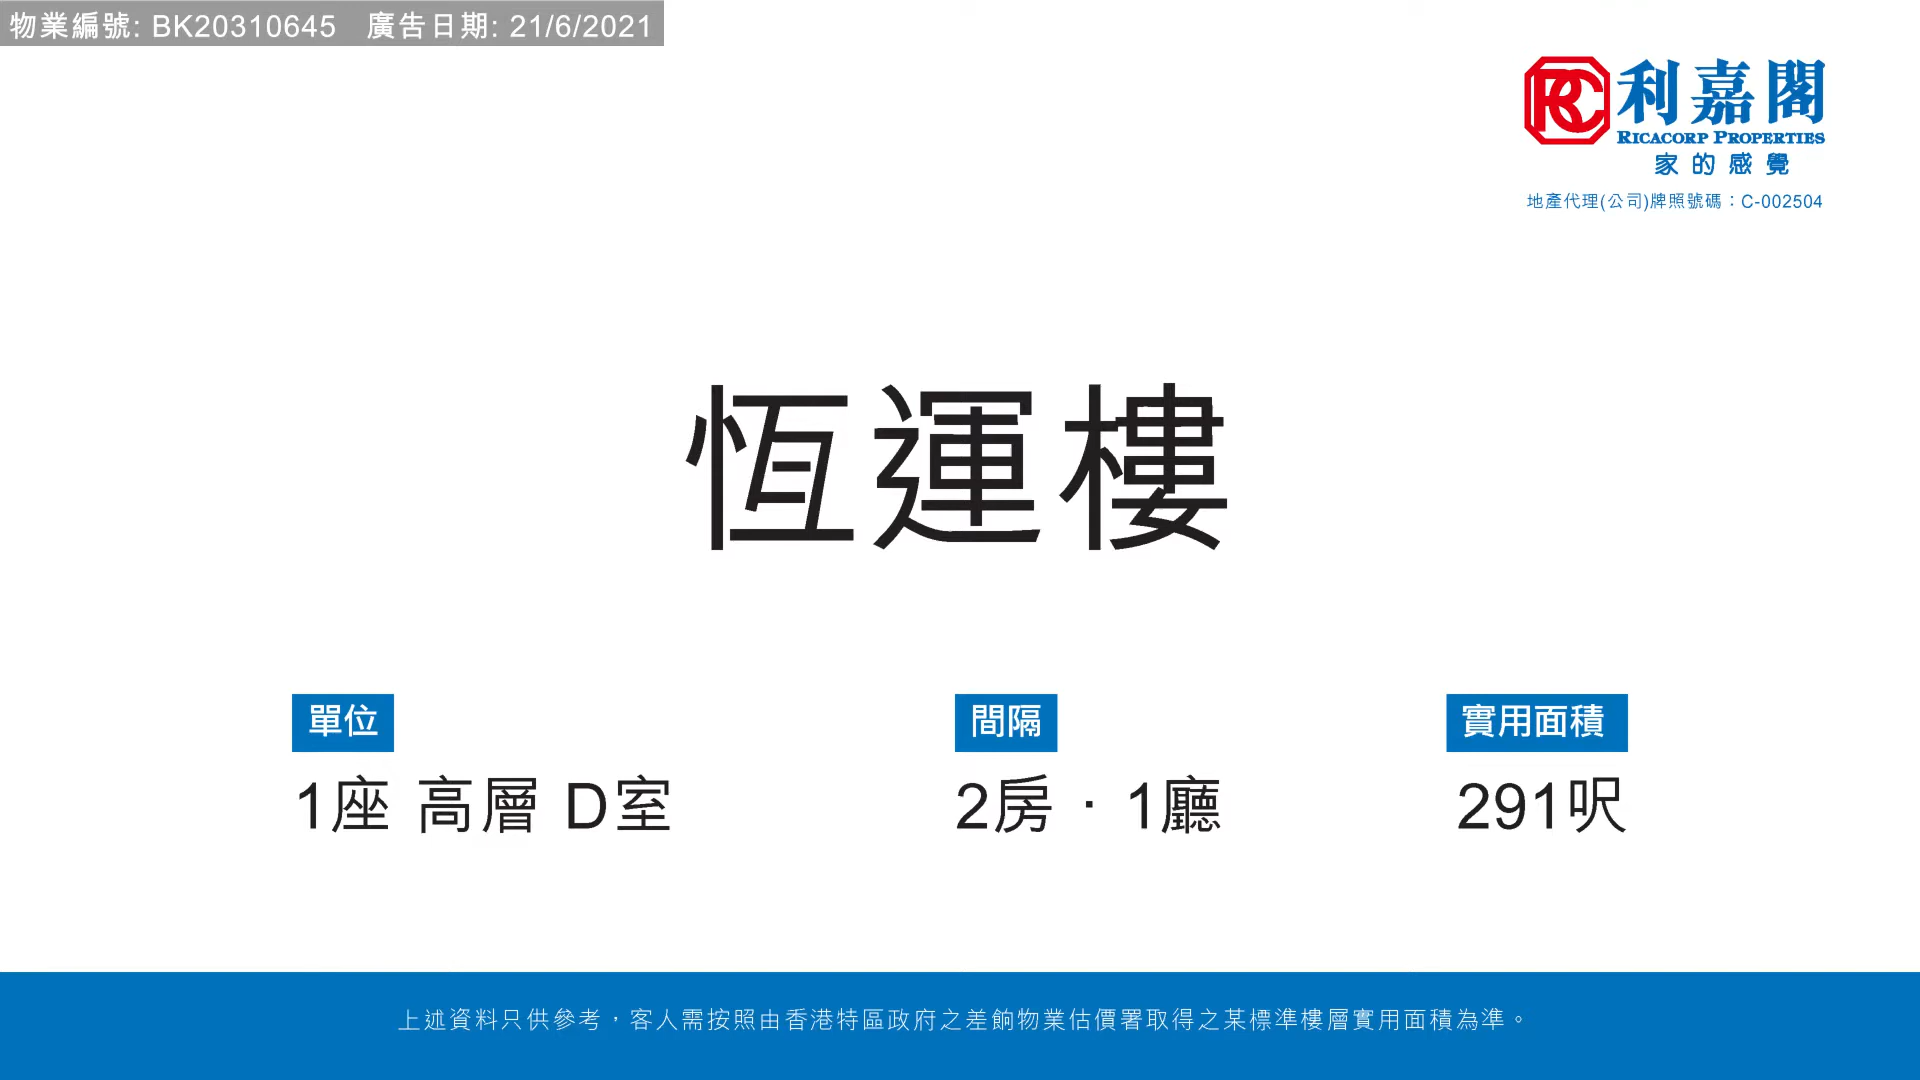 物業編號: BK20310645 廣告日期: 21/6/2021
RC 利嘉閣
RICACORP PROPERTIES
家的感覺
地產代理(公司)牌照號碼：C-002504
恆運樓
單位 間隔 實用面積
1座 高層 D室 2房 · 1廳 291呎
上述資料只供參考，客人需按照由香港特區政府之差餉物業估價署取得之某標準樓層實用面積為準。